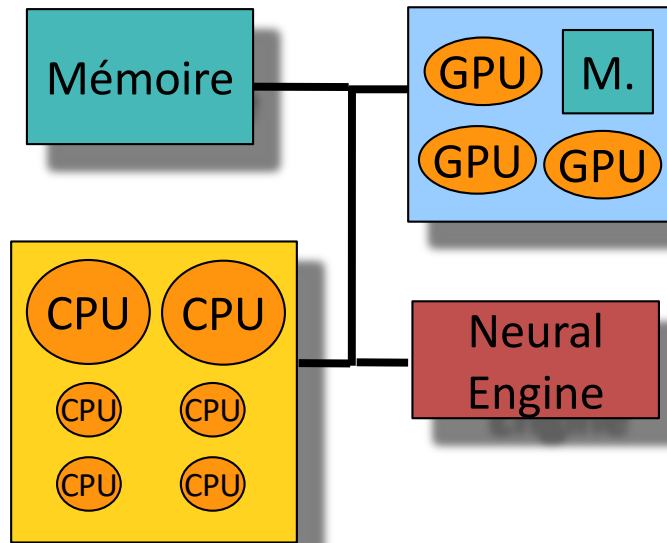 Mémoire
GPU
M.
GPU
GPU
CPU
CPU
CPU
CPU
CPU
CPU
Neural
Engine